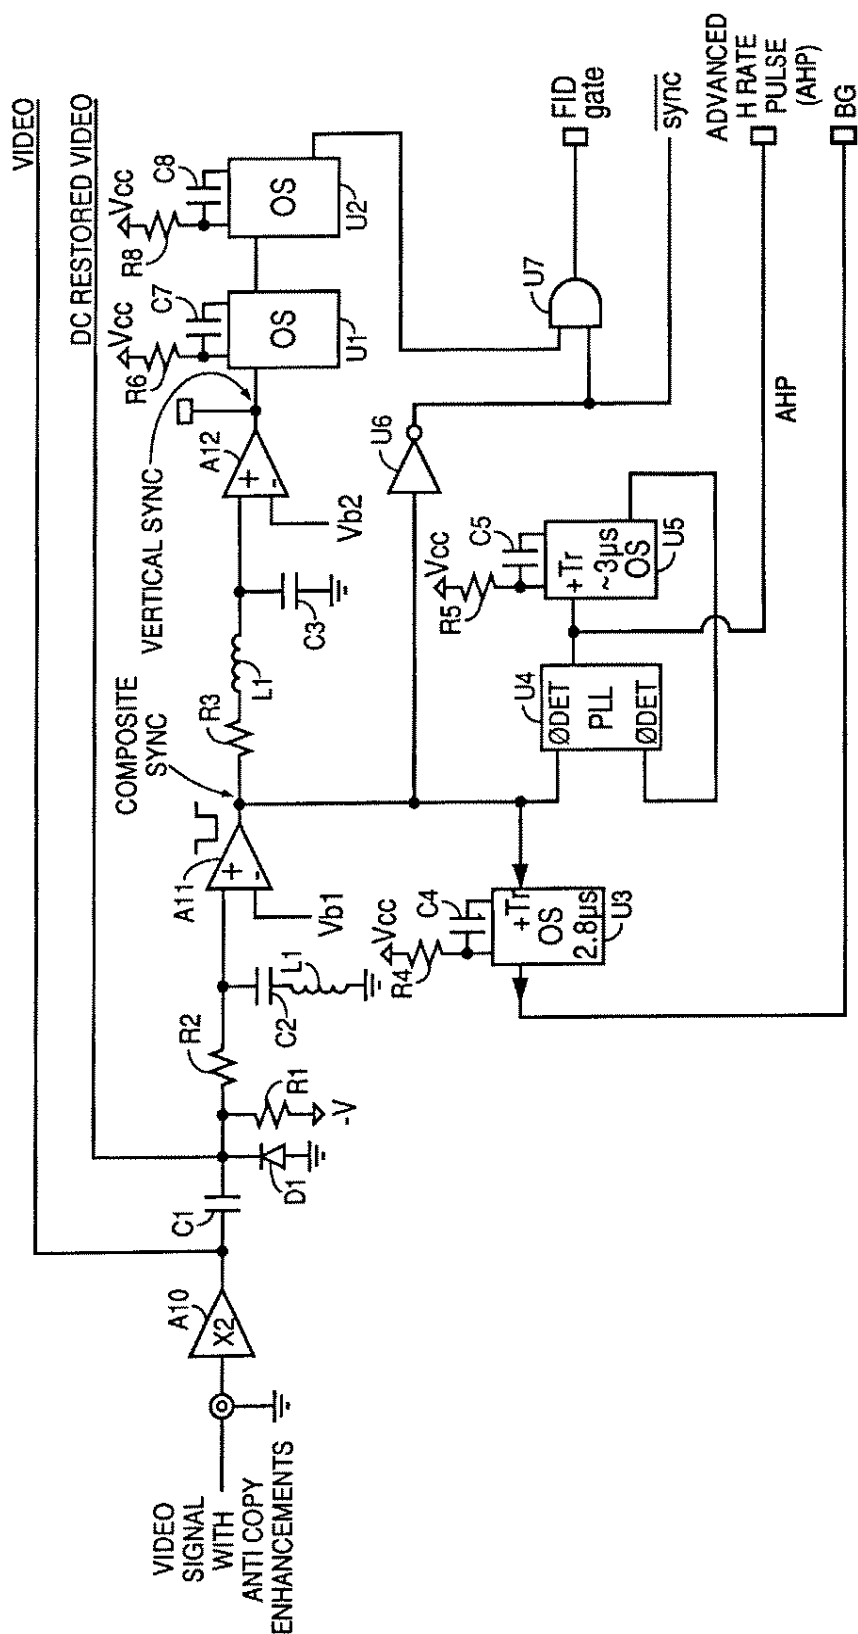 VIDEO
SIGNAL
WITH
ANTI COPY
ENHANCEMENTS
A10
X2
VIDEO
DC RESTORED VIDEO
C1
D1
R1
-V
R2
C2
L1
A11
+
-
Vb1
COMPOSITE
SYNC
R3
L1
C3
VERTICAL SYNC
A12
+
-
Vb2
R6
Vcc
C7
OS
U1
R8
Vcc
C8
OS
U2
U6
U7
FID
gate
sync
R4
Vcc
C4
+Tr
OS
2.8µs
U3
U4
ØDET
PLL
ØDET
R5
Vcc
C5
+Tr
~3µs
OS
U5
AHP
ADVANCED
H RATE
PULSE
(AHP)
BG